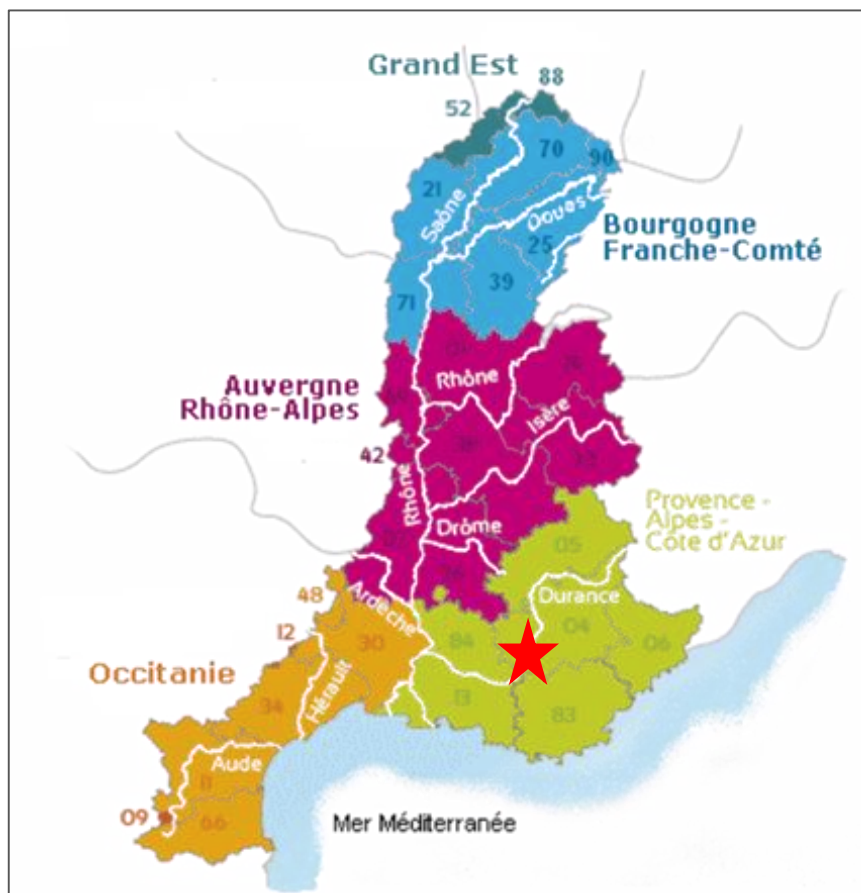 Grand Est
88
52
70
90
21
Saône
Doubs
25
Bourgogne
Franche-Comté
39
71
Rhône
Auvergne
Rhône-Alpes
Isère
42
Rhône
Provence -
Alpes -
Côte d'Azur
Drôme
05
Ardèche
Durance
48
84
04
06
12
30
Occitanie
Hérault
34
13
83
Aude
11
09
66
Mer Méditerranée